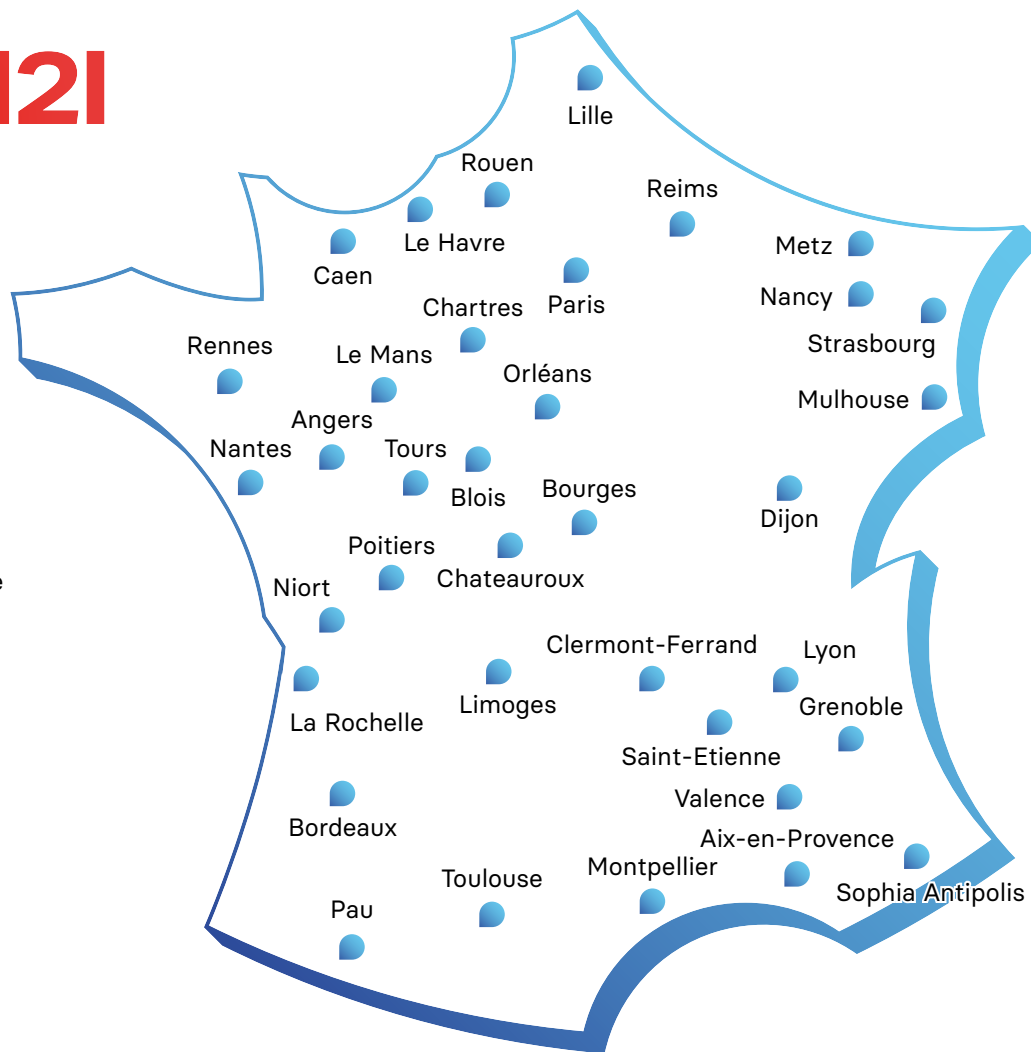 Lille
Rouen
Reims
Le Havre
Metz
Caen
Nancy
Paris
Chartres
Strasbourg
Rennes
Le Mans
Orléans
Mulhouse
Angers
Nantes
Tours
Blois
Bourges
Dijon
Poitiers
Chateauroux
Niort
Clermont-Ferrand
Lyon
Limoges
Grenoble
La Rochelle
Saint-Etienne
Valence
Bordeaux
Aix-en-Provence
Montpellier
Toulouse
Sophia Antipolis
Pau